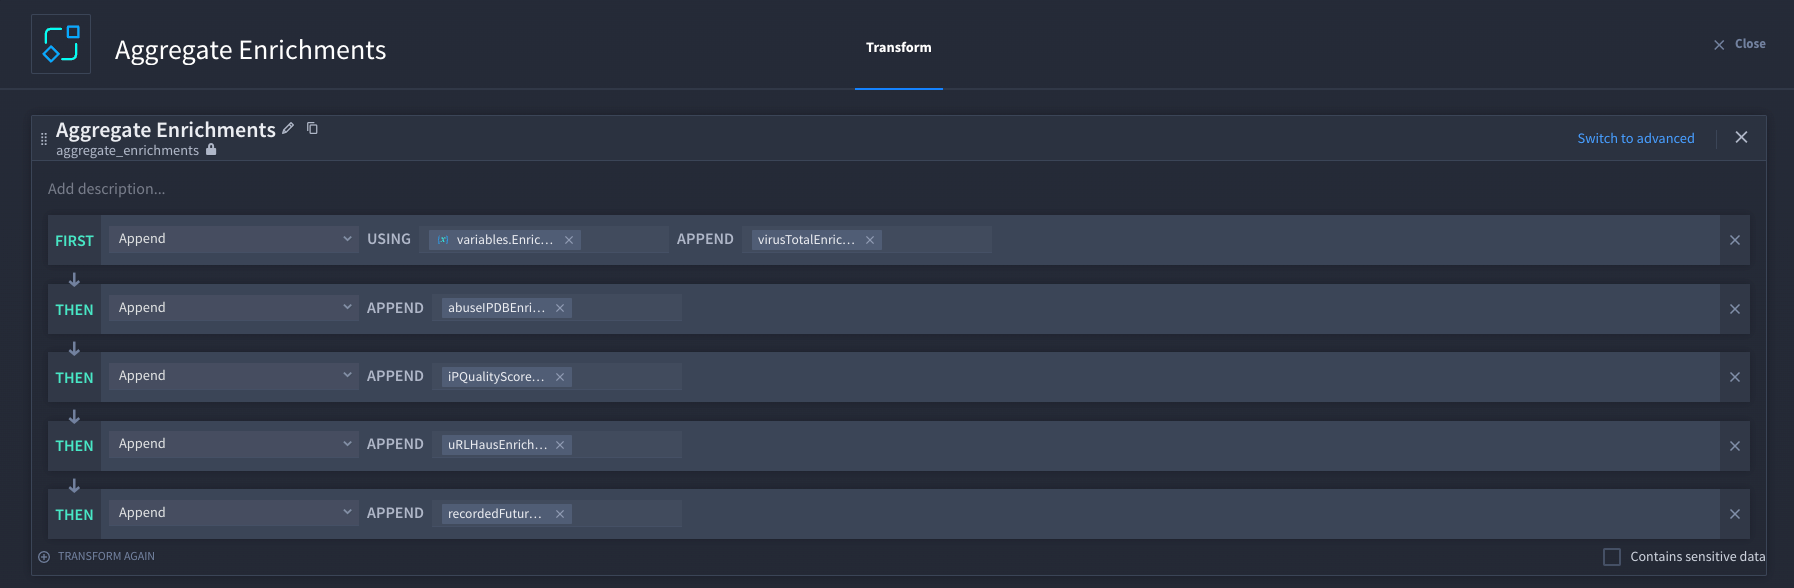 Aggregate Enrichments
Transform
Close
Aggregate Enrichments
aggregate_enrichments
Switch to advanced
Add description...
FIRST Append USING (x) variables.Enric... APPEND virusTotalEnric...
THEN Append APPEND abuseIPDBEnri...
THEN Append APPEND iPQualityScore...
THEN Append APPEND uRLHausEnrich...
THEN Append APPEND recordedFutur...
TRANSFORM AGAIN
Contains sensitive data